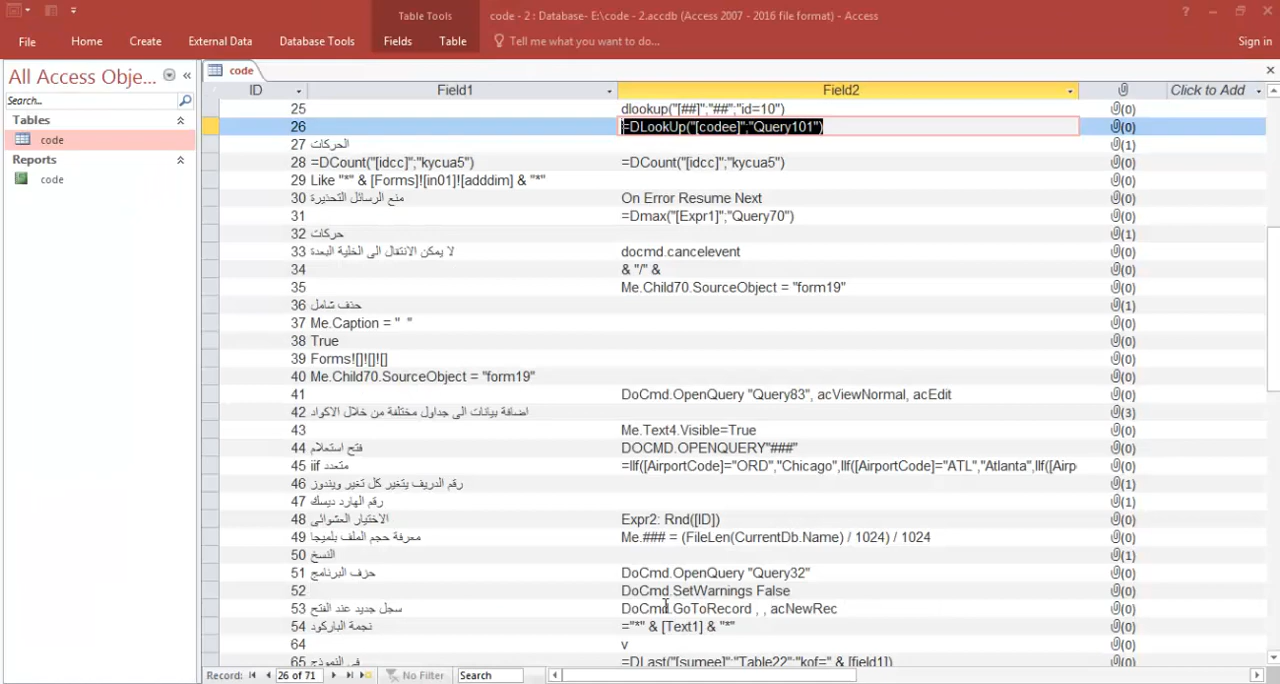 Table Tools
code - 2 : Database- E:\code - 2.accdb (Access 2007 - 2016 file format) - Access
File Home Create External Data Database Tools Fields Table Tell me what you want to do... Sign in
All Access Obje...
Search...
Tables
code
Reports
code
code
ID Field1 Field2 Click to Add
25 dlookup("[##]";"##";"id=10") (0)
26 =DLookUp("[codee]";"Query101") (0)
27 الحركات (1)
28 =DCount("[idcc]";"kycua5") =DCount("[idcc]";"kycua5") (0)
29 Like "*" & [Forms]![in01]![adddim] & "*" (0)
30 منع الرسائل التحذيرة On Error Resume Next (0)
31 =Dmax("[Expr1]";"Query70") (0)
32 حركات (1)
33 لا يمكن الانتقال الى الخلية البعدة docmd.cancelevent (0)
34 & "/" & (0)
35 Me.Child70.SourceObject = "form19" (0)
36 حذف شامل (1)
37 Me.Caption = "  " (0)
38 True (0)
39 Forms![]![]![] (0)
40 Me.Child70.SourceObject = "form19" (0)
41 DoCmd.OpenQuery "Query83", acViewNormal, acEdit (0)
42 اضافة بيانات الى جداول مختلفة من خلال الاكواد (3)
43 Me.Text4.Visible=True (0)
44 فتح استعلام DOCMD.OPENQUERY"###" (0)
45 متعدد iif =IIf([AirportCode]="ORD","Chicago",IIf([AirportCode]="ATL","Atlanta",IIf([Airp (0)
46 رقم الدريف يتغير كل تغير ويندوز (1)
47 رقم الهارد ديسك (1)
48 الاختيار العشوائى Expr2: Rnd([ID]) (0)
49 معرفة حجم الملف بلميجا Me.### = (FileLen(CurrentDb.Name) / 1024) / 1024 (0)
50 النسخ (1)
51 حزف البرنامج DoCmd.OpenQuery "Query32" (0)
52 DoCmd.SetWarnings False (0)
53 سجل جديد عند الفتح DoCmd.GoToRecord , , acNewRec (0)
54 نجمة الباركود ="*" & [Text1] & "*" (0)
64 v (0)
65 فى النموذج =DLast("[sumee]";"Table22";"kof=" & [field1]) (0)
Record: 26 of 71 No Filter Search